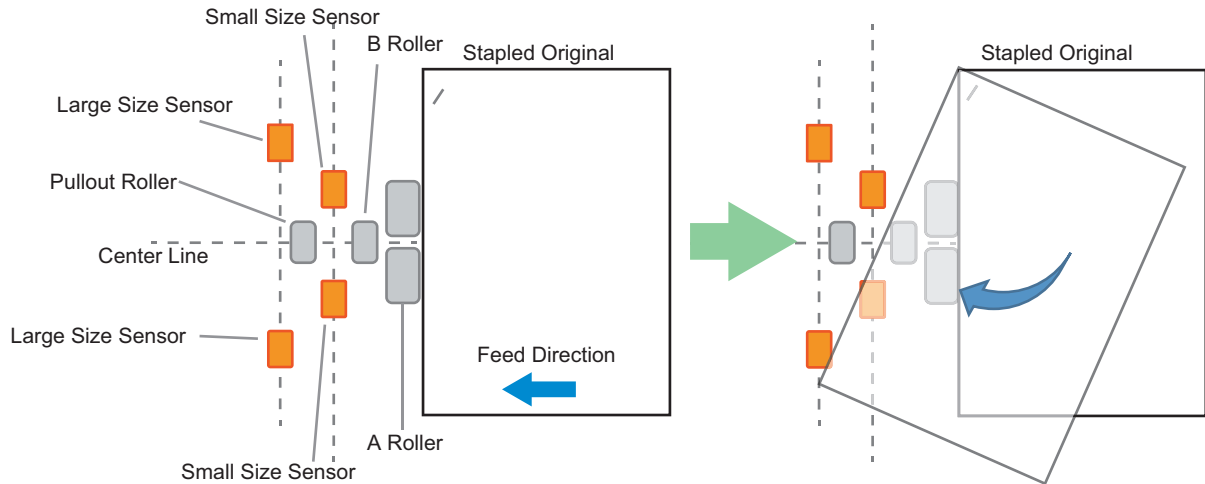 Small Size Sensor
B Roller
Stapled Original
Stapled Original
Large Size Sensor
Pullout Roller
Center Line
Large Size Sensor
Feed Direction
A Roller
Small Size Sensor